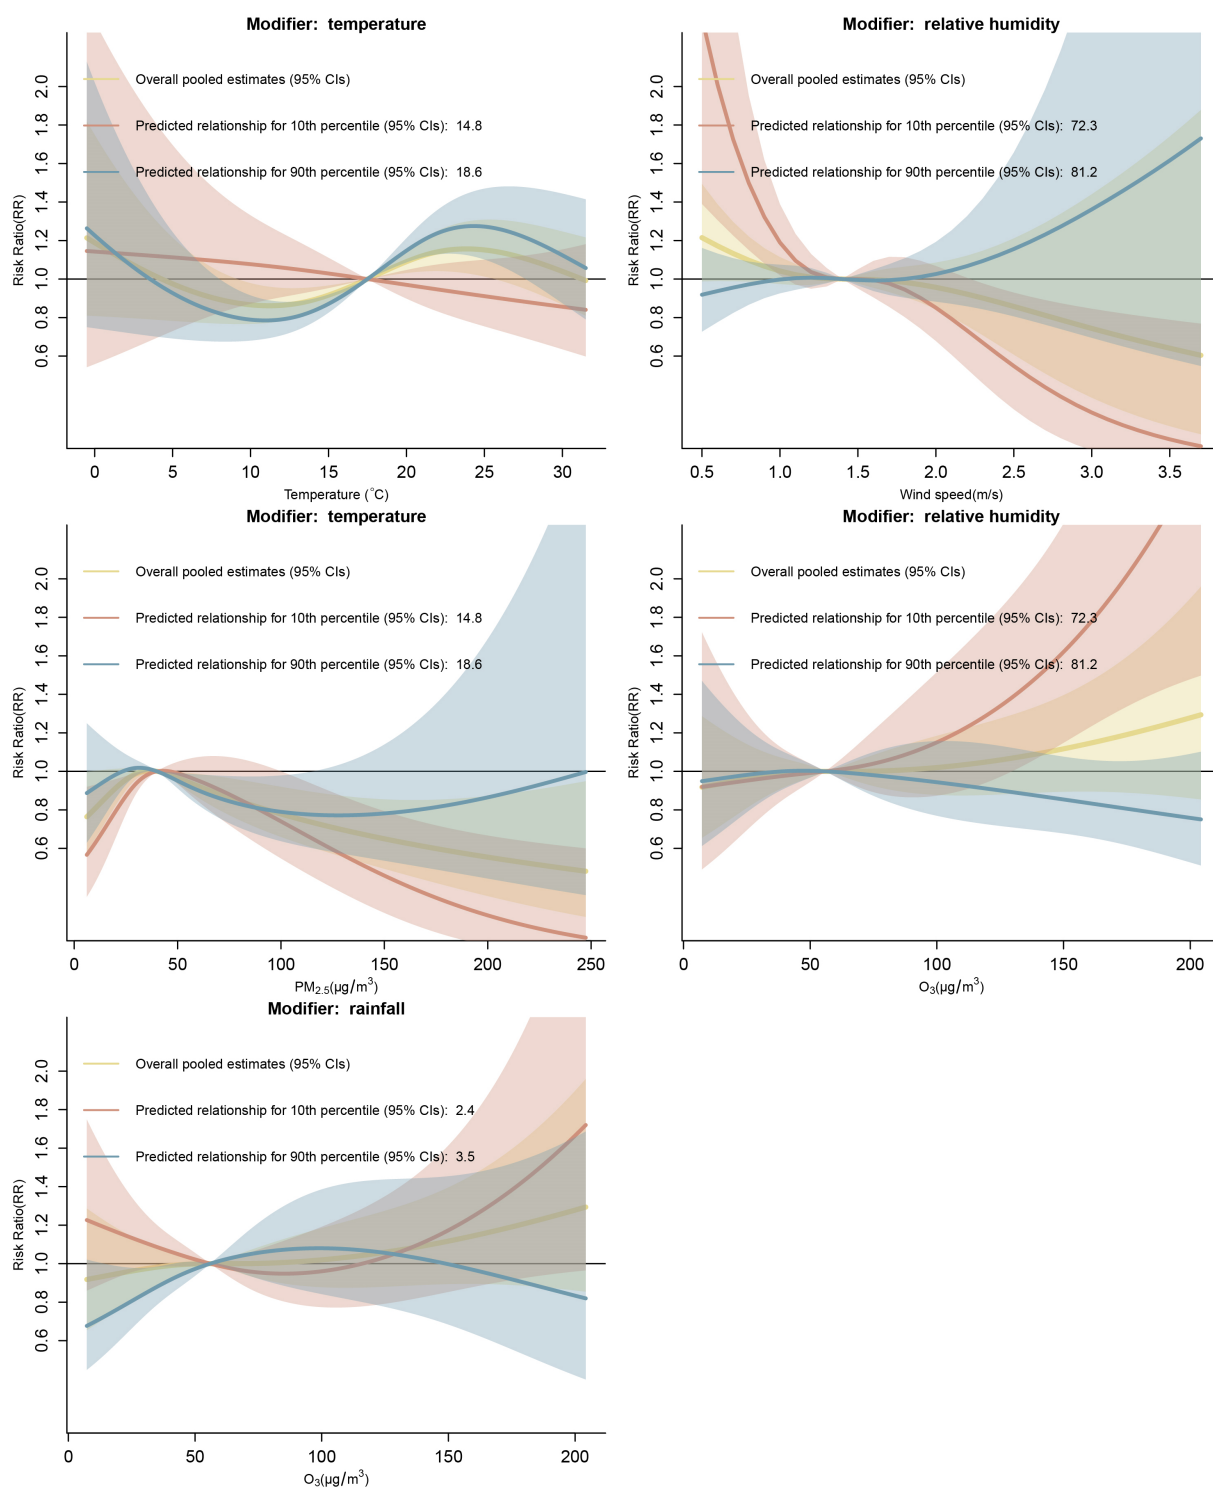 Modifier:  temperature
Risk Ratio(RR)
2.0
1.8
1.6
1.4
1.2
1.0
0.8
0.6
Overall pooled estimates (95% CIs)
Predicted relationship for 10th percentile (95% CIs):  14.8
Predicted relationship for 90th percentile (95% CIs):  18.6
0 5 10 15 20 25 30
Temperature (°C)
Modifier:  relative humidity
Risk Ratio(RR)
2.0
1.8
1.6
1.4
1.2
1.0
0.8
0.6
Overall pooled estimates (95% CIs)
Predicted relationship for 10th percentile (95% CIs):  72.3
Predicted relationship for 90th percentile (95% CIs):  81.2
0.5 1.0 1.5 2.0 2.5 3.0 3.5
Wind speed(m/s)
Modifier:  temperature
Risk Ratio(RR)
2.0
1.8
1.6
1.4
1.2
1.0
0.8
0.6
Overall pooled estimates (95% CIs)
Predicted relationship for 10th percentile (95% CIs):  14.8
Predicted relationship for 90th percentile (95% CIs):  18.6
0 50 100 150 200 250
PM2.5(μg/m3)
Modifier:  relative humidity
Risk Ratio(RR)
2.0
1.8
1.6
1.4
1.2
1.0
0.8
0.6
Overall pooled estimates (95% CIs)
Predicted relationship for 10th percentile (95% CIs):  72.3
Predicted relationship for 90th percentile (95% CIs):  81.2
0 50 100 150 200
O3(μg/m3)
Modifier:  rainfall
Risk Ratio(RR)
2.0
1.8
1.6
1.4
1.2
1.0
0.8
0.6
Overall pooled estimates (95% CIs)
Predicted relationship for 10th percentile (95% CIs):  2.4
Predicted relationship for 90th percentile (95% CIs):  3.5
0 50 100 150 200
O3(μg/m3)